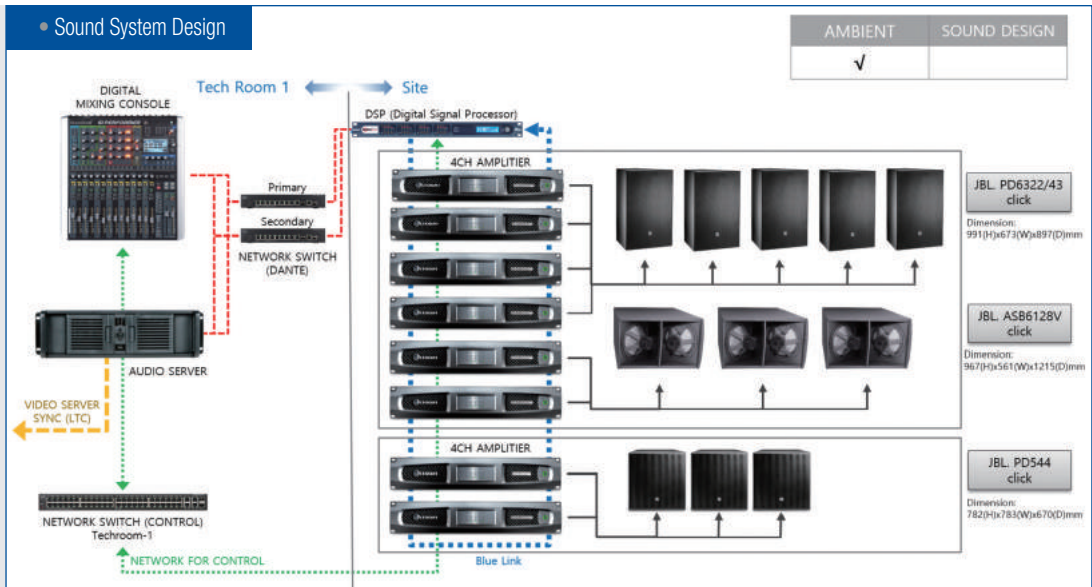 • Sound System Design
AMBIENT
SOUND DESIGN
√
Tech Room 1
Site
DIGITAL
MIXING CONSOLE
DSP (Digital Signal Processor)
4CH AMPLITIER
Primary
Secondary
NETWORK SWITCH
(DANTE)
JBL. PD6322/43
click
Dimension:
991(H)x673(W)x897(D)mm
JBL. ASB6128V
click
Dimension:
967(H)x561(W)x1215(D)mm
AUDIO SERVER
VIDEO SERVER
SYNC (LTC)
4CH AMPLITIER
JBL. PD544
click
Dimension:
782(H)x783(W)x670(D)mm
NETWORK SWITCH (CONTROL)
Techroom-1
NETWORK FOR CONTROL
Blue Link